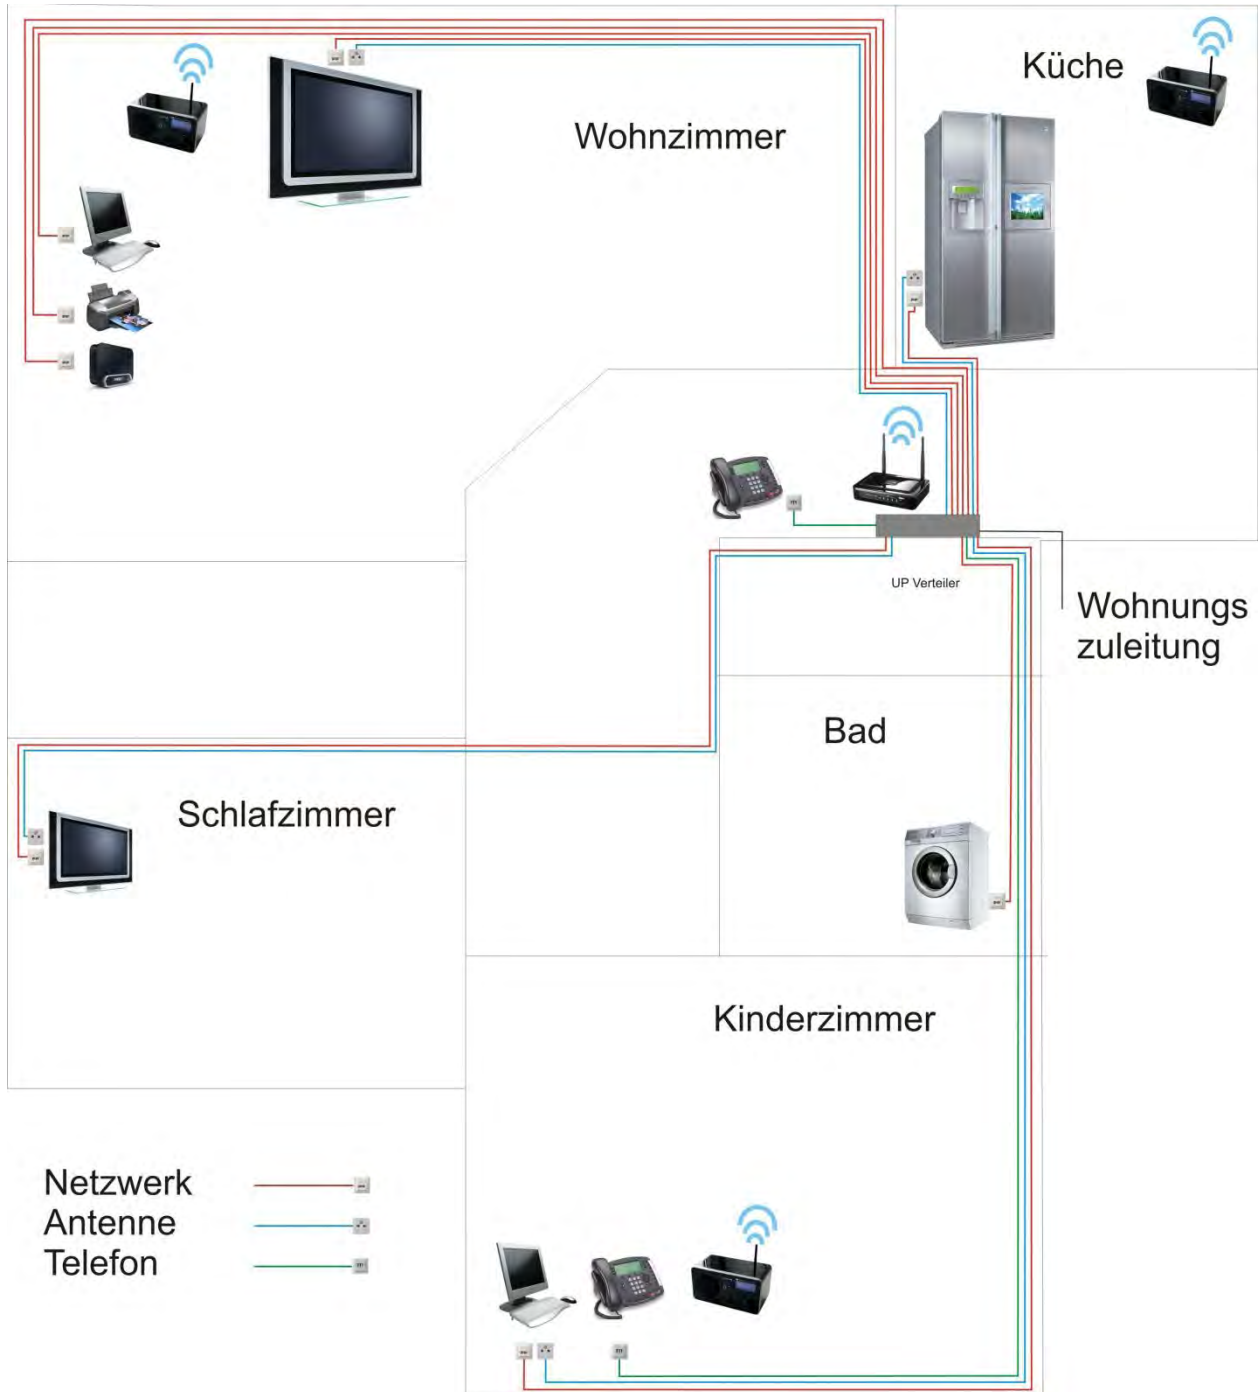 Küche
Wohnzimmer
UP Verteiler
Wohnungs
zuleitung
Bad
Schlafzimmer
Kinderzimmer
Netzwerk
Antenne
Telefon